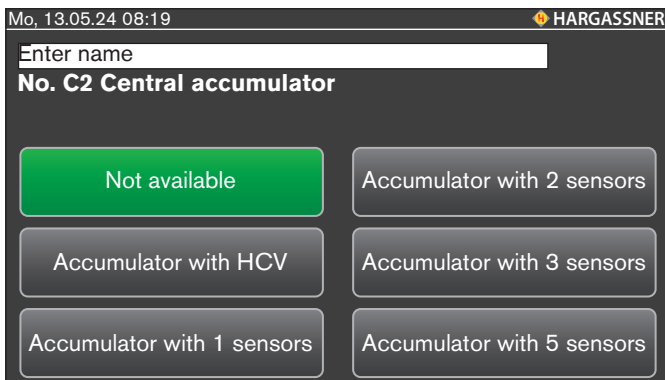 Mo, 13.05.24 08:19 HARGASSNER
Enter name
No. C2 Central accumulator
Not available Accumulator with 2 sensors
Accumulator with HCV Accumulator with 3 sensors
Accumulator with 1 sensors Accumulator with 5 sensors